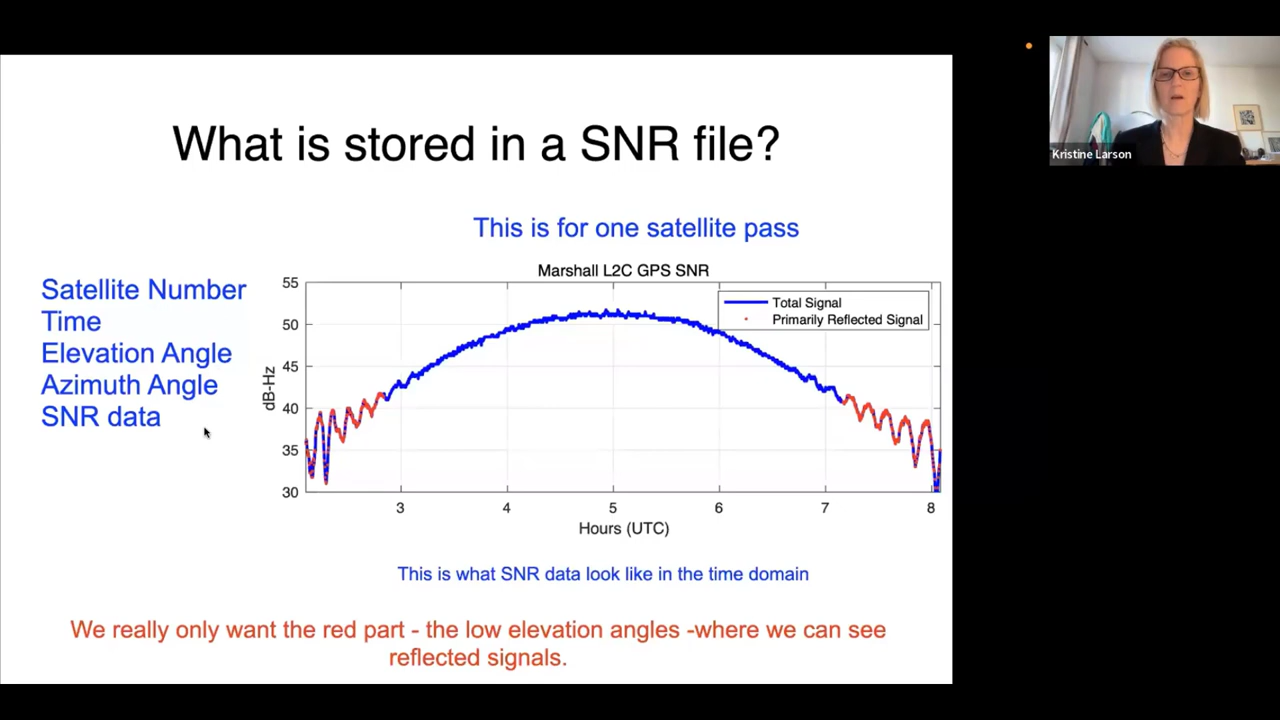 What is stored in a SNR file?
This is for one satellite pass
Satellite Number
Time
Elevation Angle
Azimuth Angle
SNR data
Marshall L2C GPS SNR
Total Signal
Primarily Reflected Signal
55
50
45
40
35
30
dB-Hz
3 4 5 6 7 8
Hours (UTC)
This is what SNR data look like in the time domain
We really only want the red part - the low elevation angles -where we can see
reflected signals.
Kristine Larson